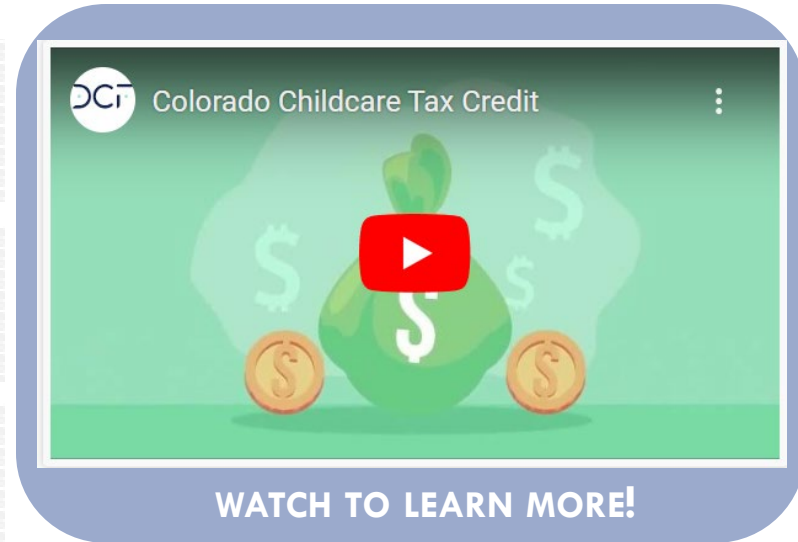 DCT Colorado Childcare Tax Credit
$ $
$ $
$
$ $
WATCH TO LEARN MORE!